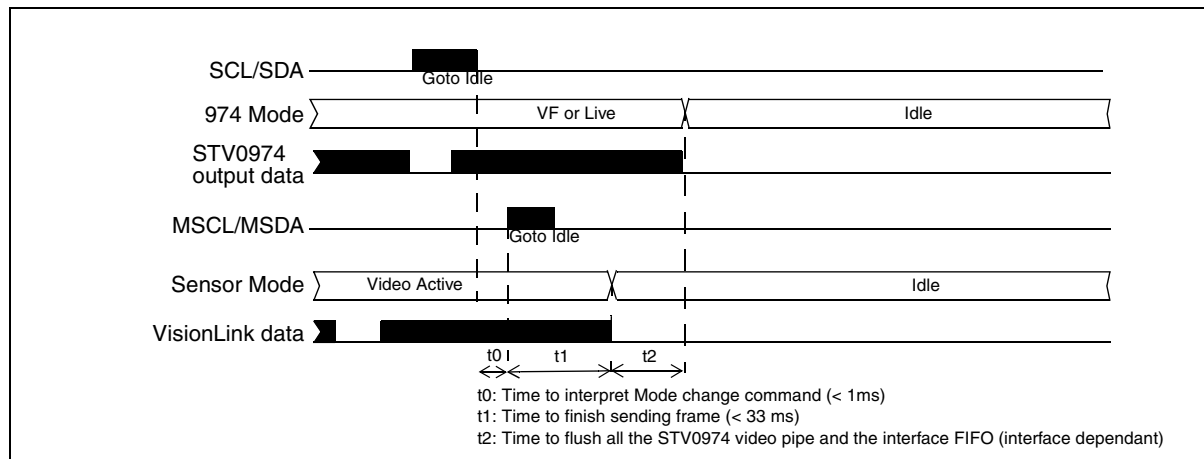 SCL/SDA
Goto Idle
974 Mode
VF or Live
Idle
STV0974
output data
MSCL/MSDA
Goto Idle
Sensor Mode
Video Active
Idle
VisionLink data
t0
t1
t2
t0: Time to interpret Mode change command (< 1ms)
t1: Time to finish sending frame (< 33 ms)
t2: Time to flush all the STV0974 video pipe and the interface FIFO (interface dependant)